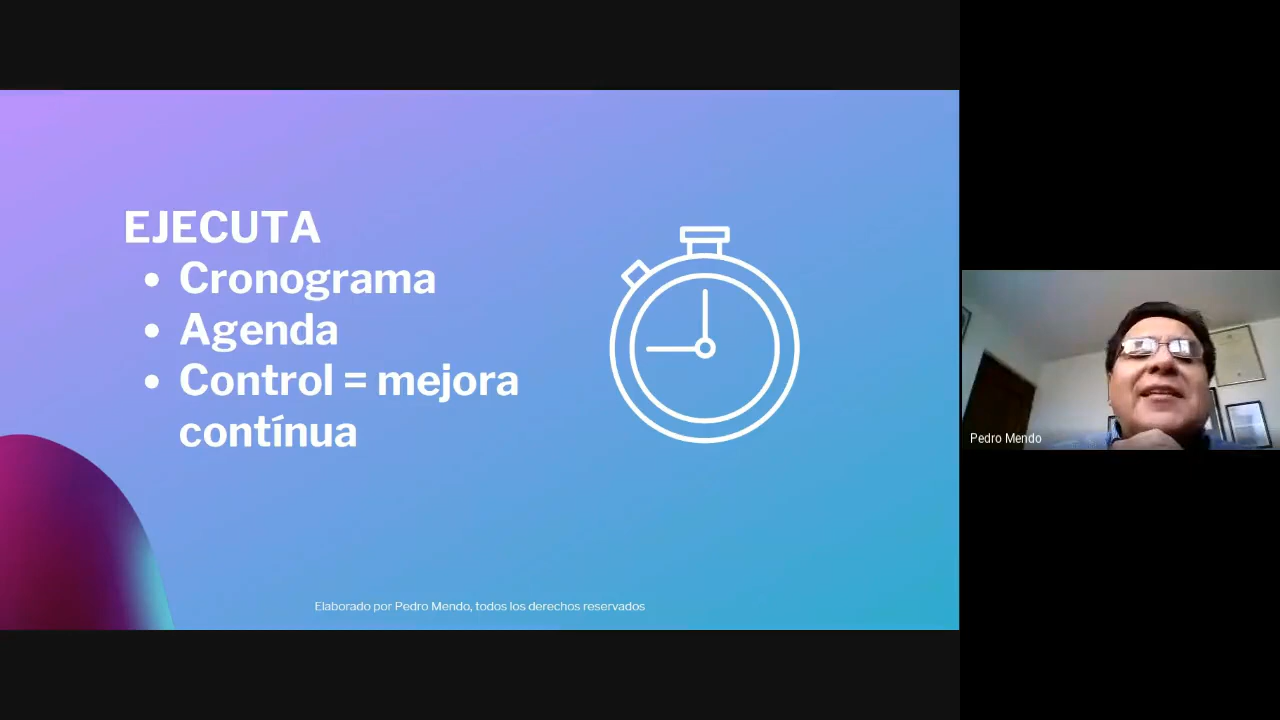 EJECUTA
• Cronograma
• Agenda
• Control = mejora
contínua
Elaborado por Pedro Mendo, todos los derechos reservados
Pedro Mendo